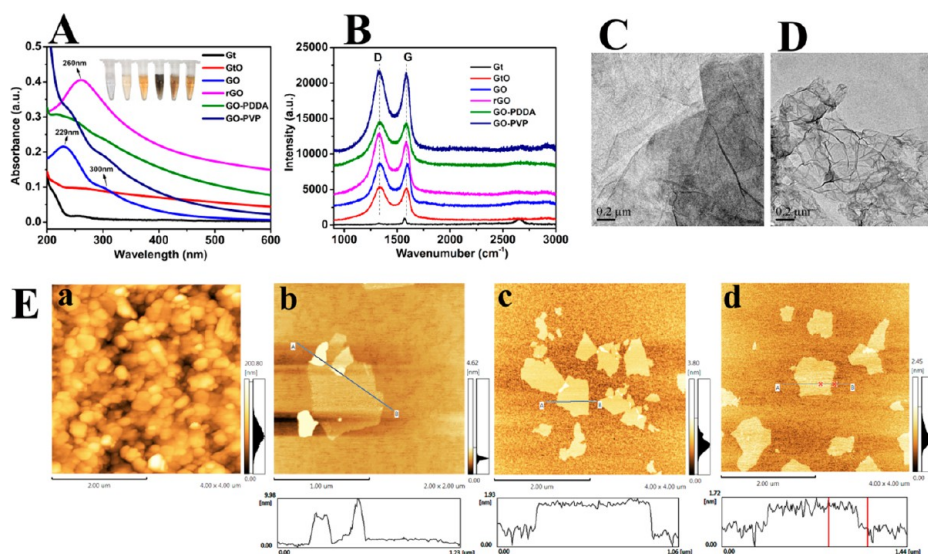 A
0.5
0.4
0.3
0.2
0.1
0.0
Absorbance (a.u.)
260nm
229nm
300nm
Gt
GtO
GO
rGO
GO-PDDA
GO-PVP
200 300 400 500 600
Wavelength (nm)
B
25000
20000
15000
10000
5000
0
Intensity (a.u.)
D G
Gt
GtO
GO
rGO
GO-PDDA
GO-PVP
1000 1500 2000 2500 3000
Wavenumuber (cm-1)
C
0.2 μm
D
0.2 μm
E
a
200.80
[nm]
0.00
2.00 um 4.00 x 4.00 um
b
A
B
4.62
[nm]
0.00
1.00 um 2.00 x 2.00 um
9.98
[nm]
0.00
0.00 1.23 [um]
c
A B
3.80
[nm]
0.00
2.00 um 4.00 x 4.00 um
1.93
[nm]
0.00
0.00 1.06 [um]
d
A B
2.45
[nm]
0.00
2.00 um 4.00 x 4.00 um
1.72
[nm]
0.00
0.00 1.44 [um]